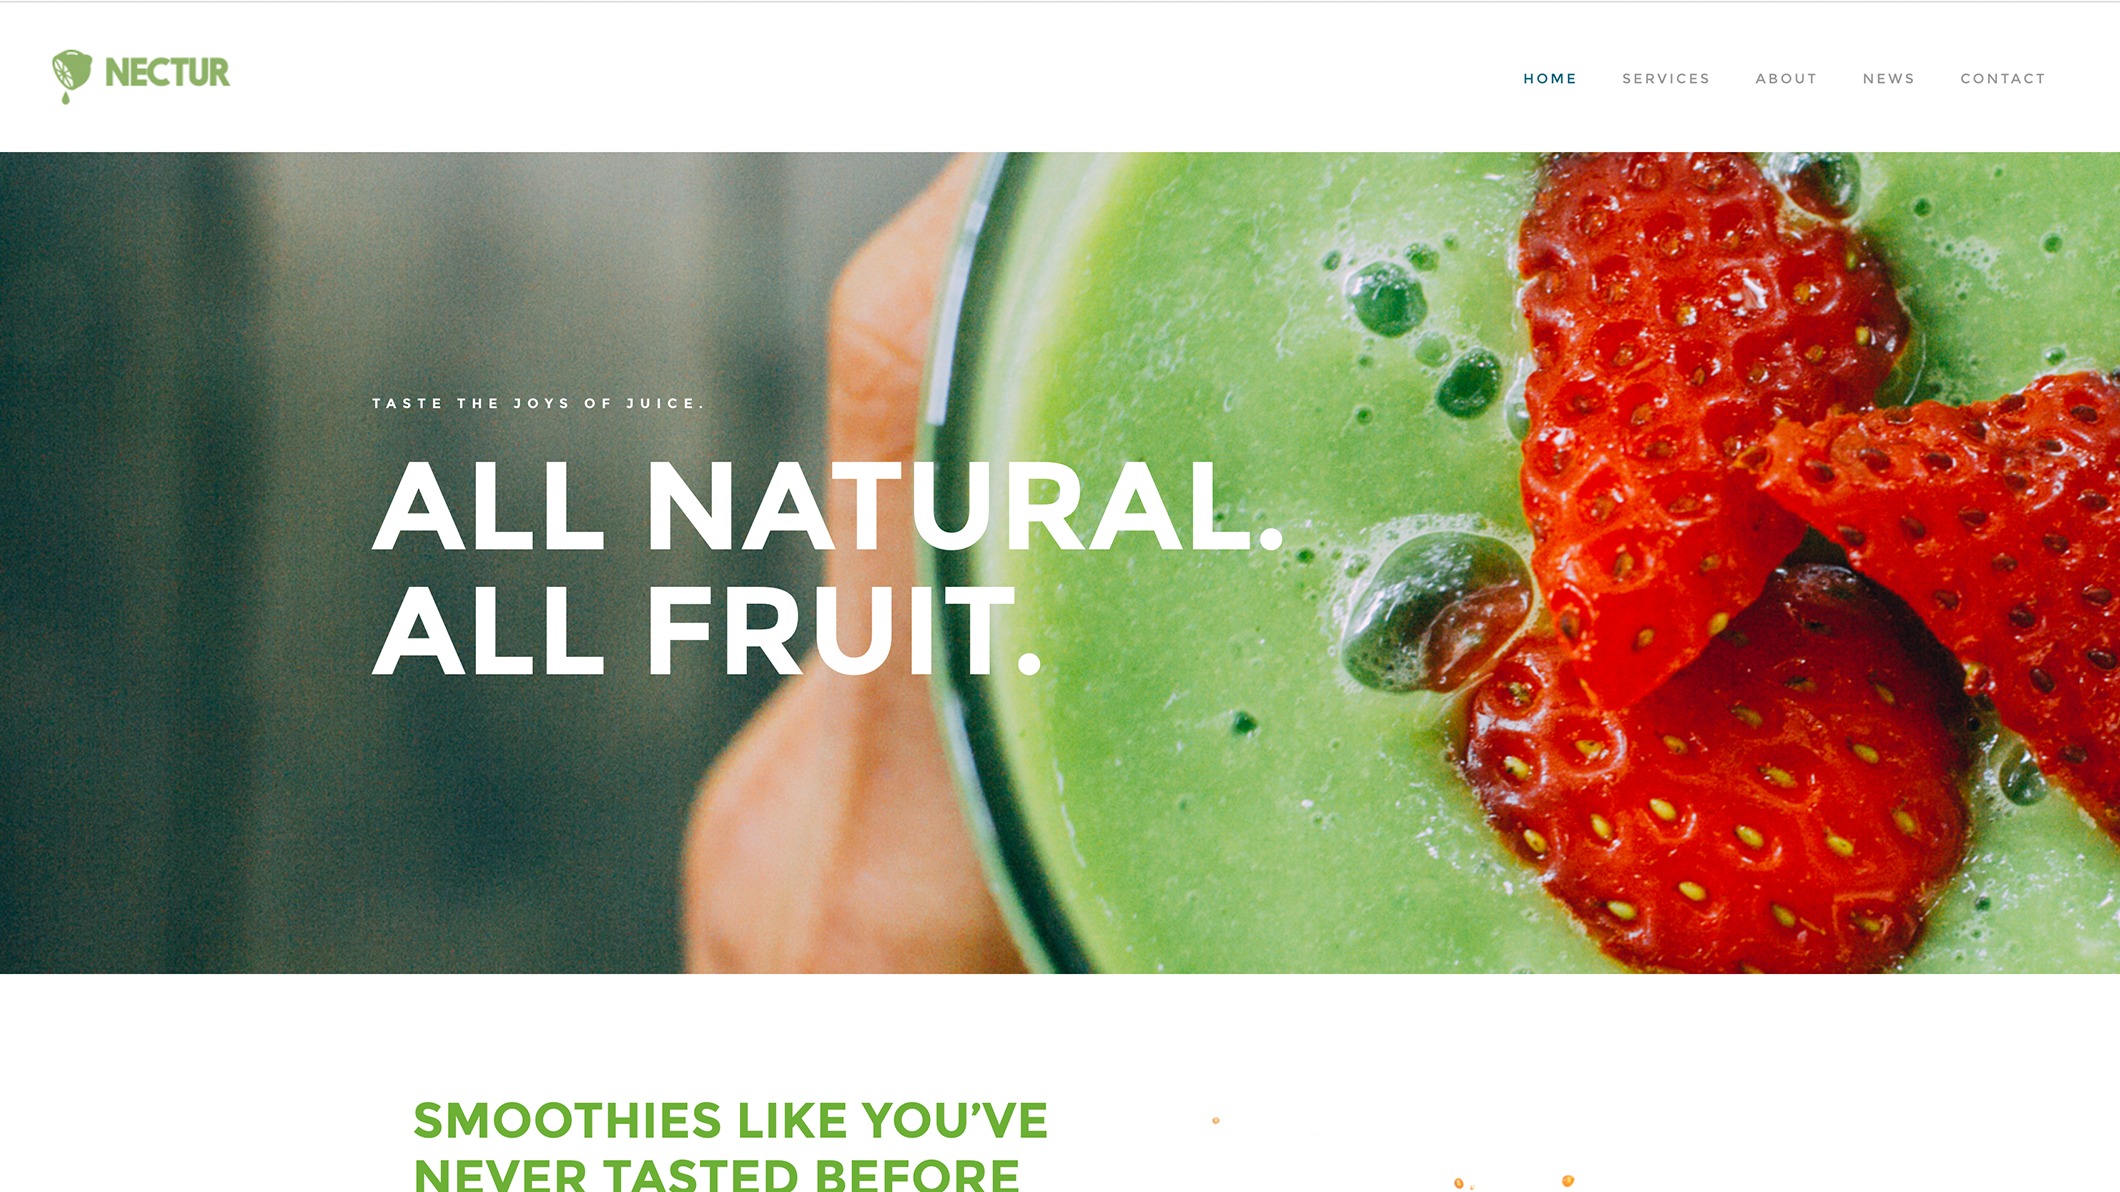 NECTUR
HOME SERVICES ABOUT NEWS CONTACT
TASTE THE JOYS OF JUICE.
ALL NATURAL.
ALL FRUIT.
SMOOTHIES LIKE YOU’VE
NEVER TASTED BEFORE